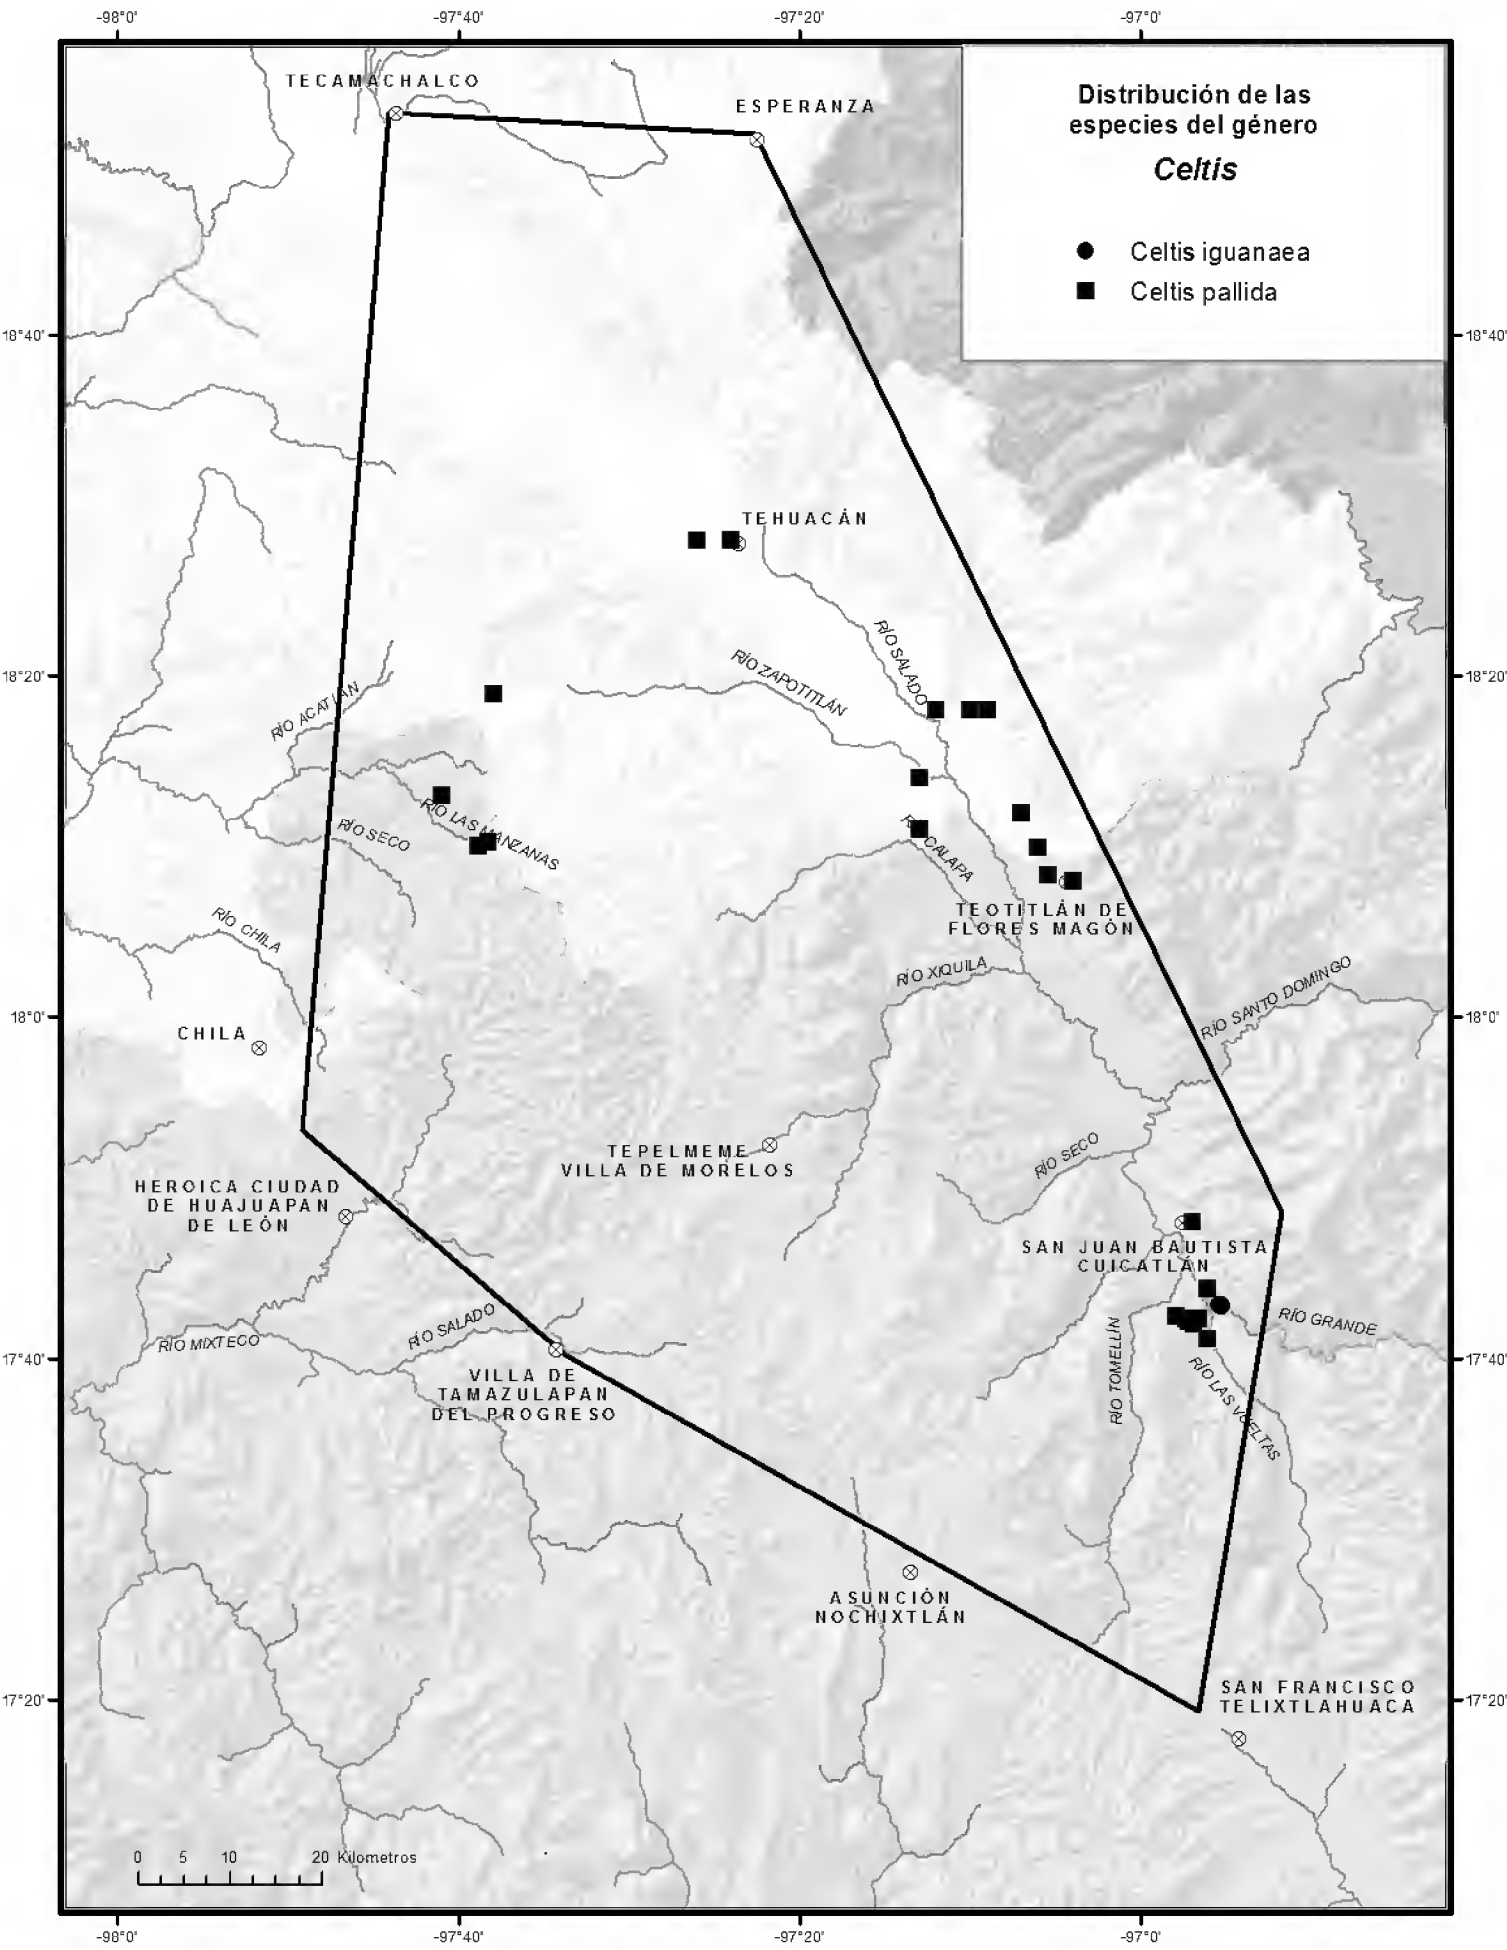 -98°0'
-97°40'
-97°20'
-97°0'
TECAMACHALCO
ESPERANZA
Distribución de las
especies del género
Celtis
Celtis iguanaea
Celtis pallida
18°40'
18°40'
TEHUACÁN
RÍO SALADO
RÍO ZAPOTITLÁN
18°20'
18°20'
RÍO ACATLÁN
RÍO LAS MANZANAS
RÍO SECO
CALAPA
TEOTITLÁN DE
FLORES MAGÓN
RÍO CHILA
RÍO XIQUILA
RÍO SANTO DOMINGO
18°0'
18°0'
CHILA
TEPELMEME
VILLA DE MORELOS
RÍO SECO
HEROICA CIUDAD
DE HUAJUAPAN
DE LEÓN
SAN JUAN BAUTISTA
CUICATLÁN
RÍO GRANDE
RÍO SALADO
RÍO MIXTECO
17°40'
17°40'
RÍO TOMELLÍN
RÍO LAS VUELTAS
VILLA DE
TAMAZULAPAN
DEL PROGRESO
ASUNCIÓN
NOCHIXTLÁN
SAN FRANCISCO
TELIXTLAHUACA
17°20'
17°20'
0 5 10 20 Kilometros
-98°0'
-97°40'
-97°20'
-97°0'